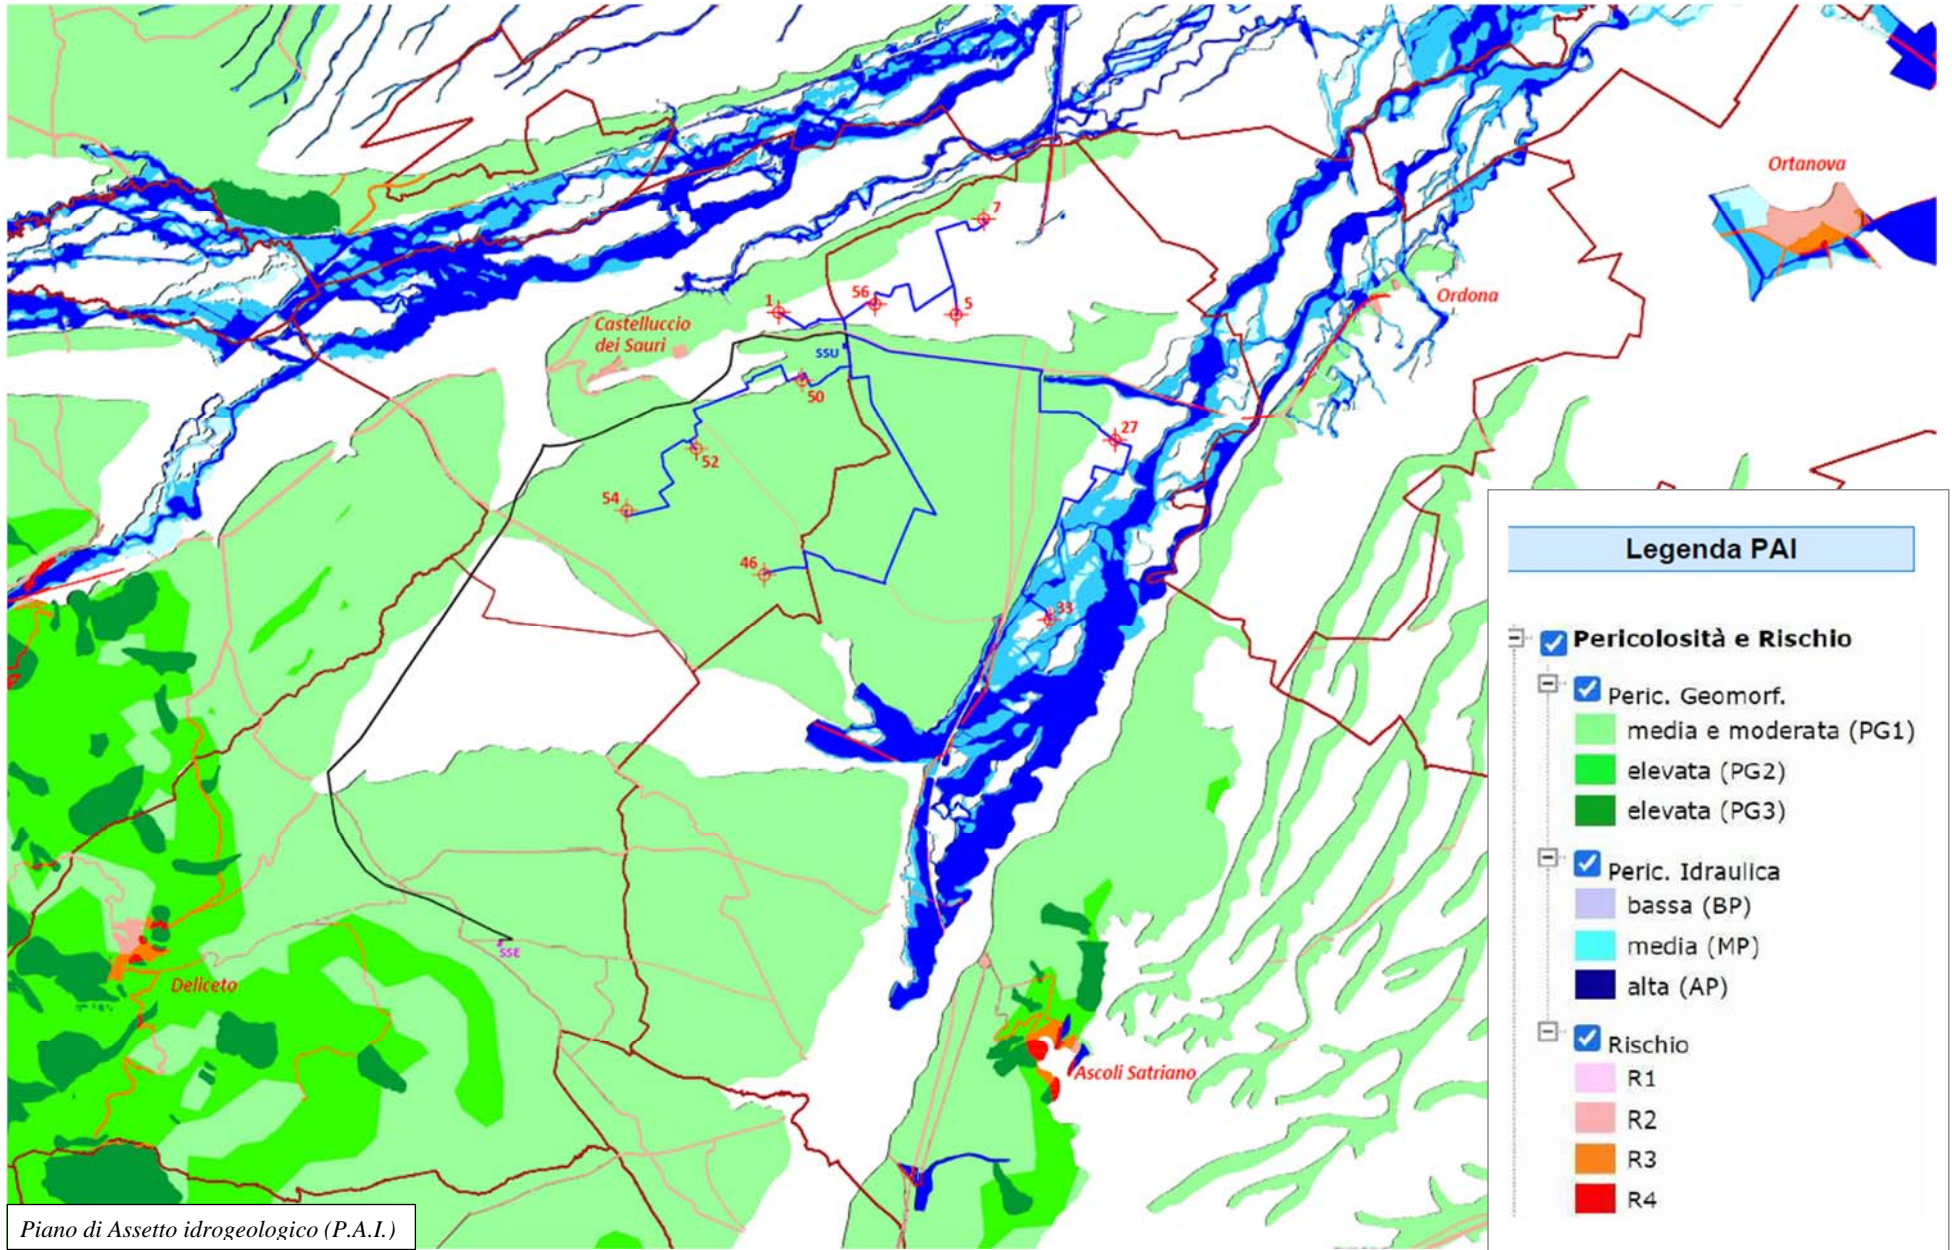 Ortanova
7
1
56
5
Ordona
Castelluccio
dei Sauri
SSU
50
27
52
54
46
33
SSE
Deliceto
Ascoli Satriano
Piano di Assetto idrogeologico (P.A.I.)
Legenda PAI
Pericolosità e Rischio
Peric. Geomorf.
media e moderata (PG1)
elevata (PG2)
elevata (PG3)
Peric. Idraulica
bassa (BP)
media (MP)
alta (AP)
Rischio
R1
R2
R3
R4